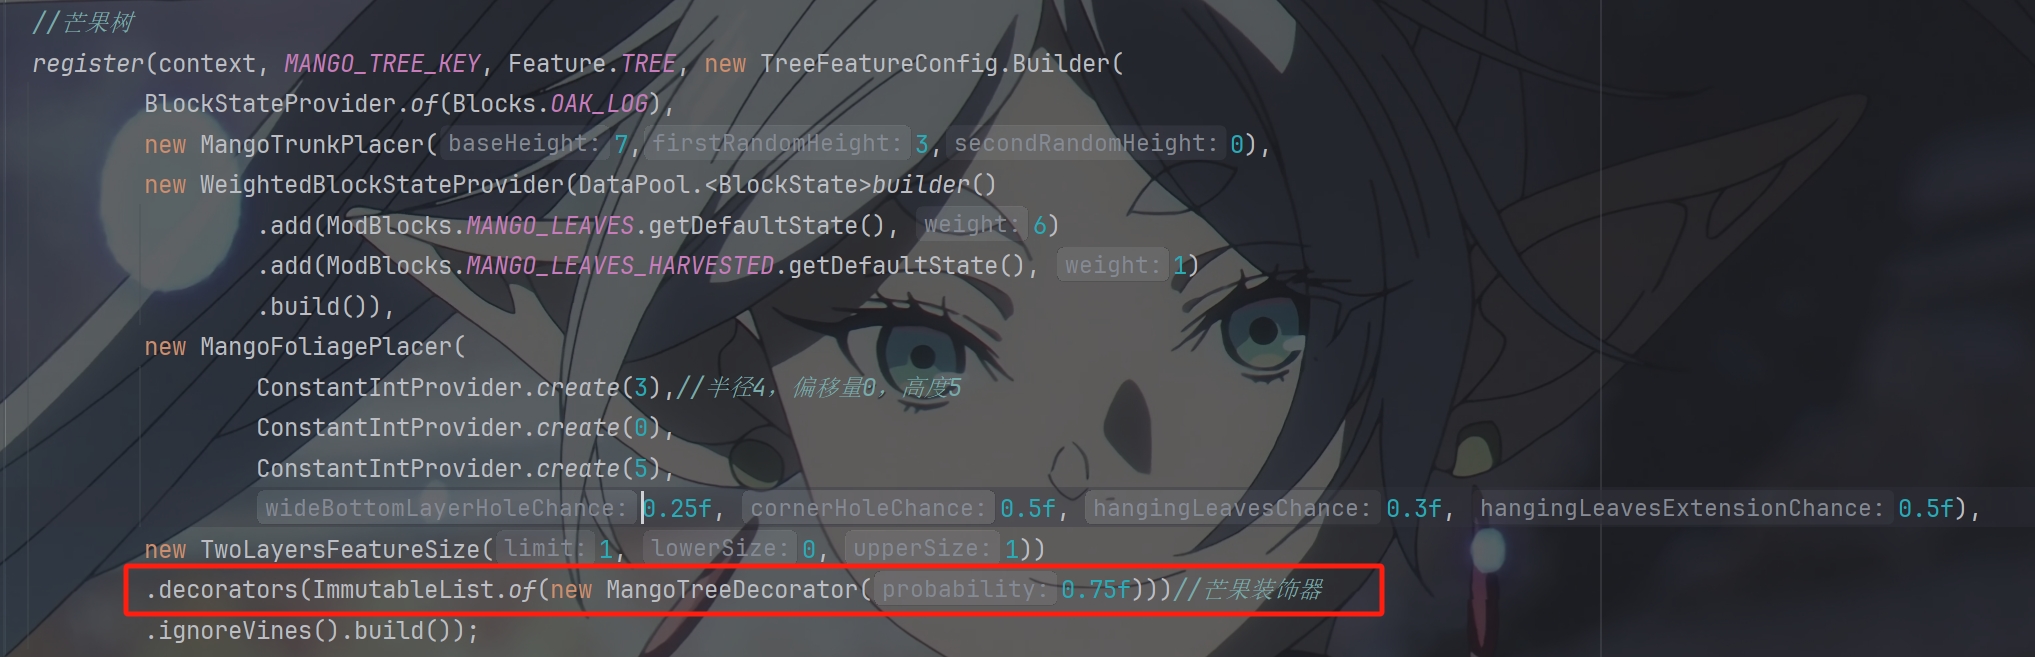 //芒果树
register(context, MANGO_TREE_KEY, Feature.TREE, new TreeFeatureConfig.Builder(
BlockStateProvider.of(Blocks.OAK_LOG),
new MangoTrunkPlacer( baseHeight: 7, firstRandomHeight: 3, secondRandomHeight: 0),
new WeightedBlockStateProvider(DataPool.<BlockState>builder()
.add(ModBlocks.MANGO_LEAVES.getDefaultState(), weight: 6)
.add(ModBlocks.MANGO_LEAVES_HARVESTED.getDefaultState(), weight: 1)
.build()),
new MangoFoliagePlacer(
ConstantIntProvider.create(3),//半径4，偏移量0，高度5
ConstantIntProvider.create(0),
ConstantIntProvider.create(5),
wideBottomLayerHoleChance: 0.25f, cornerHoleChance: 0.5f, hangingLeavesChance: 0.3f, hangingLeavesExtensionChance: 0.5f),
new TwoLayersFeatureSize( limit: 1, lowerSize: 0, upperSize: 1))
.decorators(ImmutableList.of(new MangoTreeDecorator( probability: 0.75f)))//芒果装饰器
.ignoreVines().build());